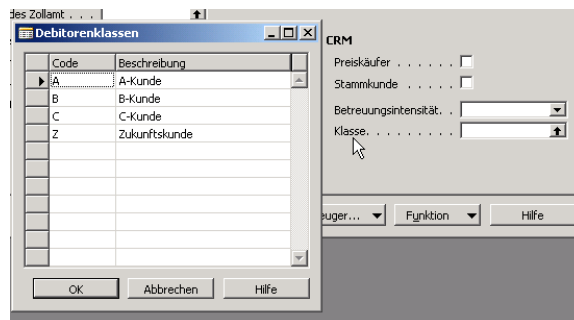 des Zollamt . . .
Debitorenklassen
Code Beschreibung
A A-Kunde
B B-Kunde
C C-Kunde
Z Zukunftskunde
OK Abbrechen Hilfe
CRM
Preiskäufer . . . . . .
Stammkunde . . . . .
Betreuungsintensität. .
Klasse. . . . . . . . .
euger... Funktion Hilfe